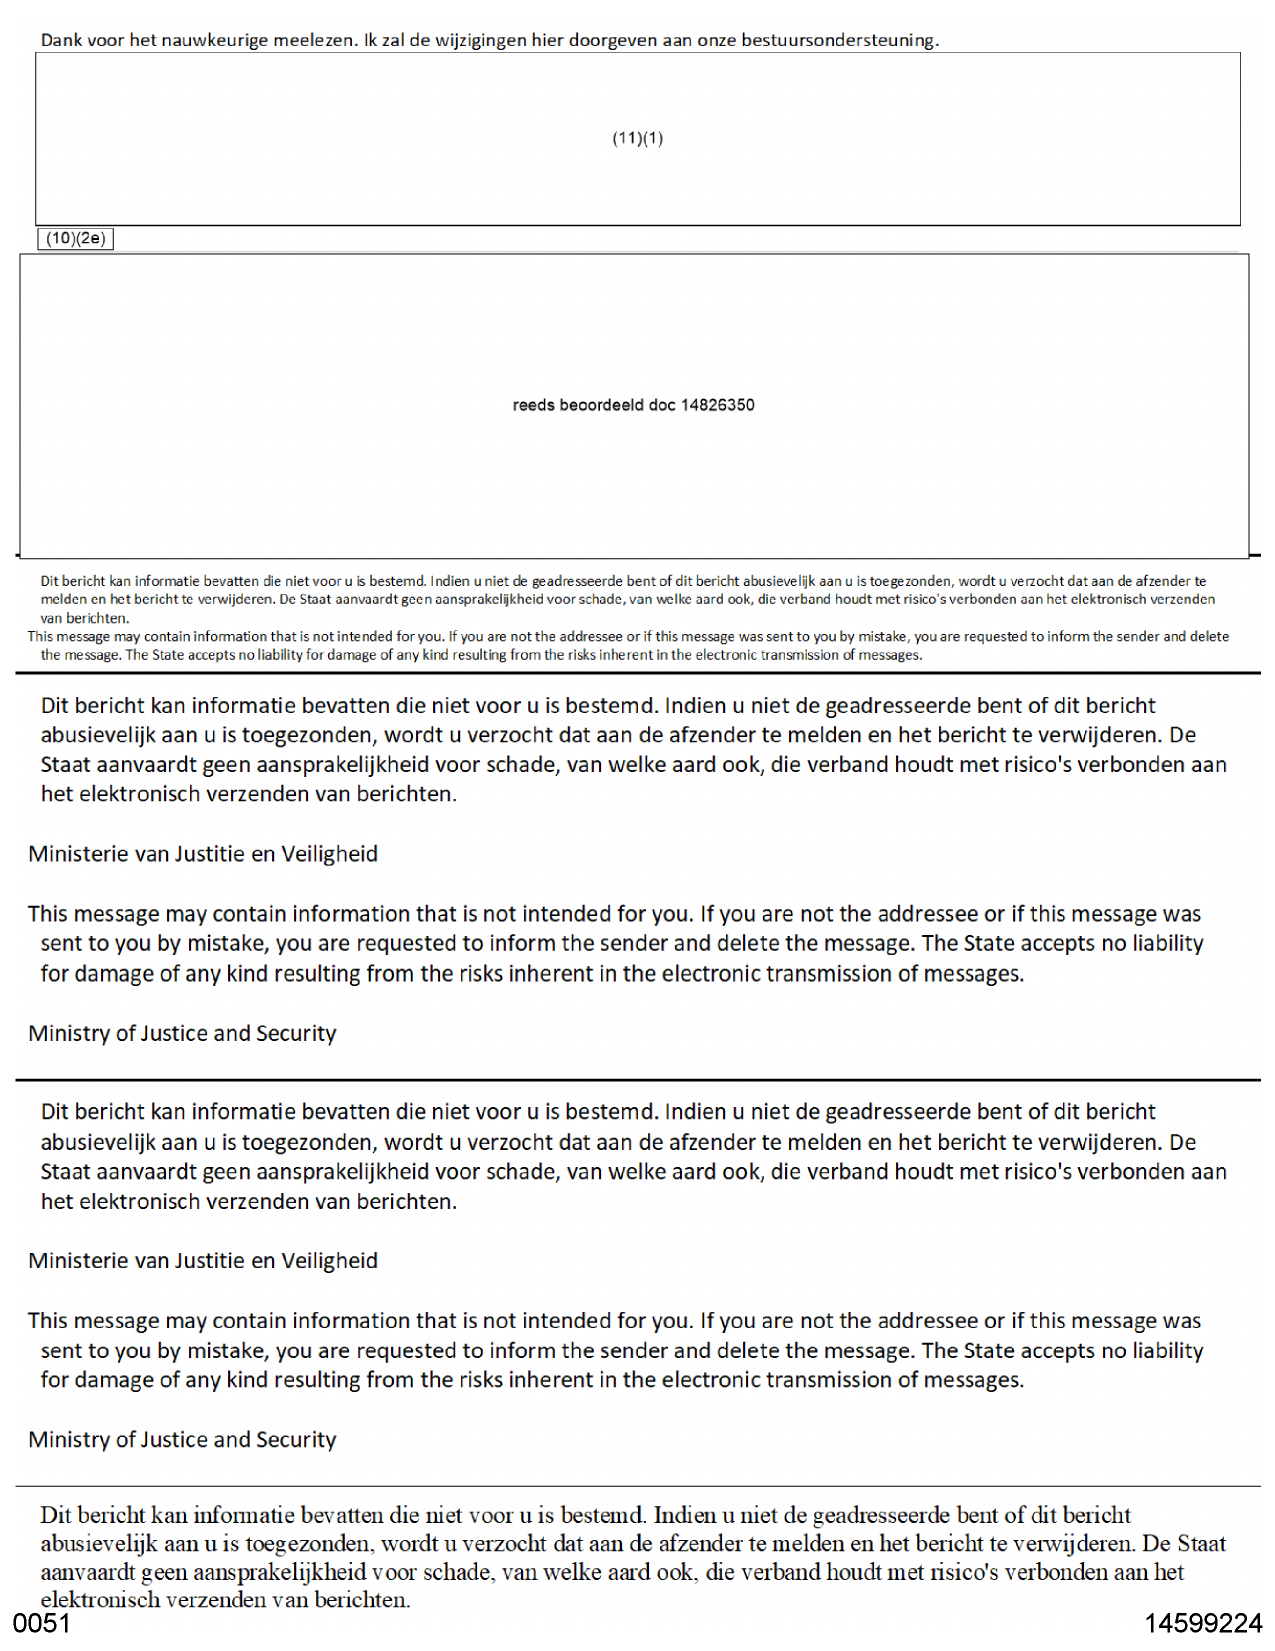 Dank voor het nauwkeurige meelezen. Ik zal de wijzigingen hier doorgeven aan onze bestuursondersteuning.
(11)(1)
(10)(2e)
reeds beoordeeld doc 14826350
Dit bericht kan informatie bevatten die niet voor u is bestemd. Indien u niet de geadresseerde bent of dit bericht abusievelijk aan u is toegezonden, wordt u verzocht dat aan de afzender te
melden en het bericht te verwijderen. De Staat aanvaardt geen aansprakelijkheid voor schade, van welke aard ook, die verband houdt met risico's verbonden aan het elektronisch verzenden
van berichten.
This message may contain information that is not intended for you. If you are not the addressee or if this message was sent to you by mistake, you are requested to inform the sender and delete
the message. The State accepts no liability for damage of any kind resulting from the risks inherent in the electronic transmission of messages.
Dit bericht kan informatie bevatten die niet voor u is bestemd. Indien u niet de geadresseerde bent of dit bericht
abusievelijk aan u is toegezonden, wordt u verzocht dat aan de afzender te melden en het bericht te verwijderen. De
Staat aanvaardt geen aansprakelijkheid voor schade, van welke aard ook, die verband houdt met risico's verbonden aan
het elektronisch verzenden van berichten.
Ministerie van Justitie en Veiligheid
This message may contain information that is not intended for you. If you are not the addressee or if this message was
sent to you by mistake, you are requested to inform the sender and delete the message. The State accepts no liability
for damage of any kind resulting from the risks inherent in the electronic transmission of messages.
Ministry of Justice and Security
Dit bericht kan informatie bevatten die niet voor u is bestemd. Indien u niet de geadresseerde bent of dit bericht
abusievelijk aan u is toegezonden, wordt u verzocht dat aan de afzender te melden en het bericht te verwijderen. De
Staat aanvaardt geen aansprakelijkheid voor schade, van welke aard ook, die verband houdt met risico's verbonden aan
het elektronisch verzenden van berichten.
Ministerie van Justitie en Veiligheid
This message may contain information that is not intended for you. If you are not the addressee or if this message was
sent to you by mistake, you are requested to inform the sender and delete the message. The State accepts no liability
for damage of any kind resulting from the risks inherent in the electronic transmission of messages.
Ministry of Justice and Security
Dit bericht kan informatie bevatten die niet voor u is bestemd. Indien u niet de geadresseerde bent of dit bericht
abusievelijk aan u is toegezonden, wordt u verzocht dat aan de afzender te melden en het bericht te verwijderen. De Staat
aanvaardt geen aansprakelijkheid voor schade, van welke aard ook, die verband houdt met risico's verbonden aan het
elektronisch verzenden van berichten.
0051
14599224